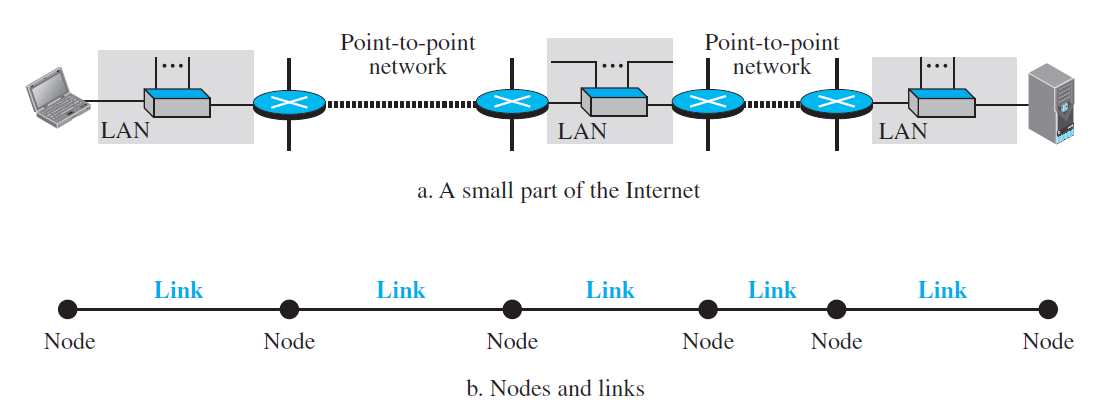 Point-to-point
network
Point-to-point
network
LAN
LAN
LAN
a. A small part of the Internet
Link Link Link Link Link
Node Node Node Node Node Node
b. Nodes and links